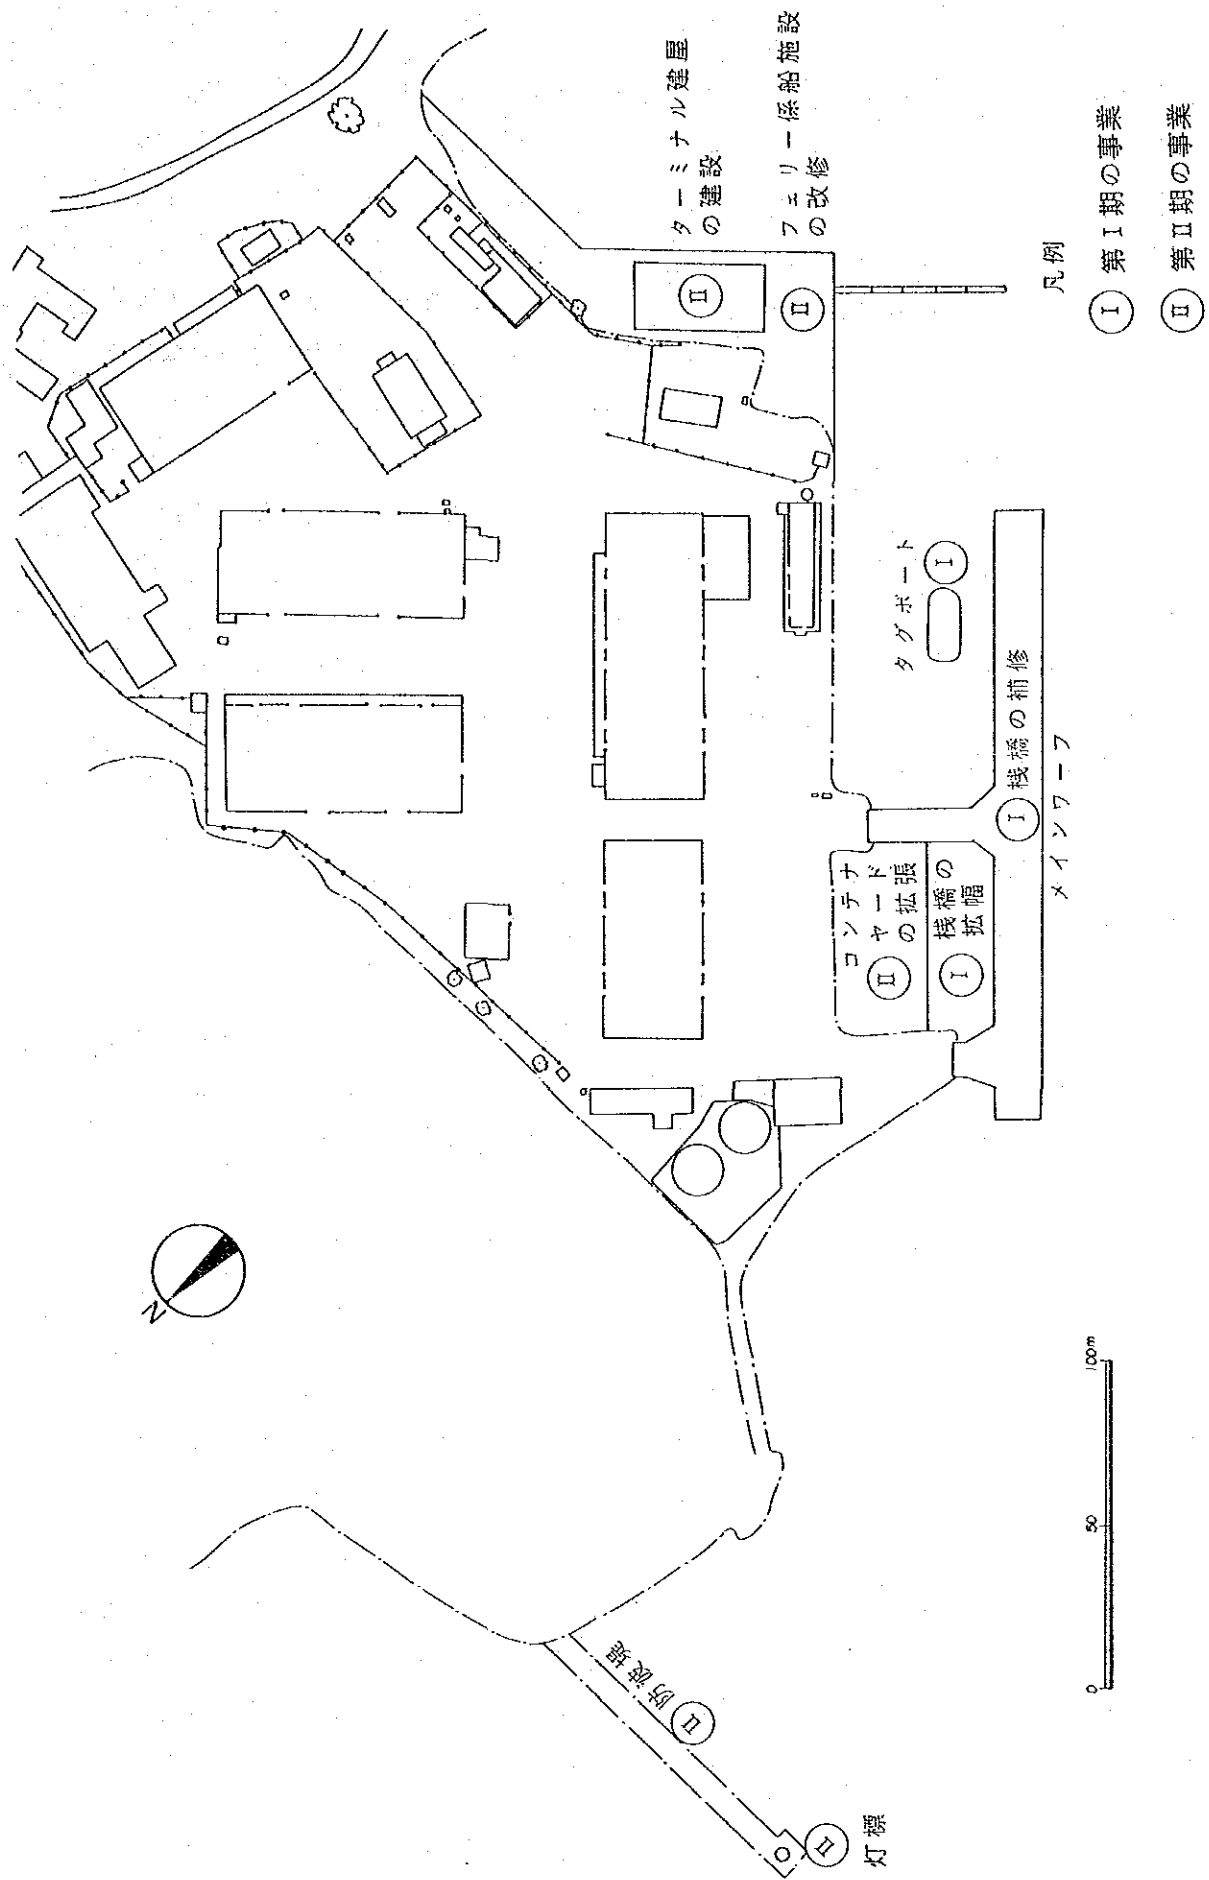 ターミナル建屋
の建設
Ⅱ
フェリー係船施設
の改修
Ⅱ
タグボート
Ⅰ
Ⅰ 桟橋の補修
メインワーフ
コンテナ
ヤード
の拡張
Ⅱ
桟橋の
拡幅
Ⅰ
Ⅱ 防波堤
Ⅱ
灯標
N
0 50 100m
凡例
Ⅰ 第Ⅰ期の事業
Ⅱ 第Ⅱ期の事業